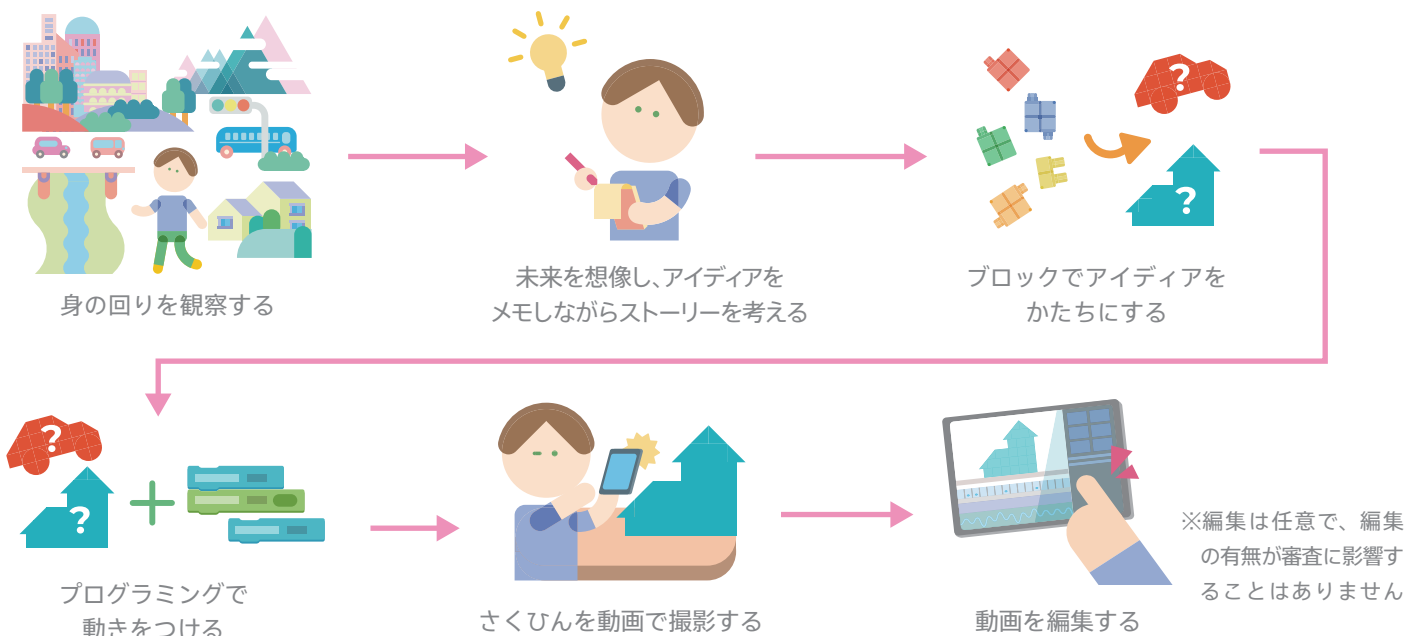 身の回りを観察する
未来を想像し、アイディアを
メモしながらストーリーを考える
ブロックでアイディアを
かたちにする
?
?
?
?
プログラミングで
動きをつける
さくひんを動画で撮影する
動画を編集する
※編集は任意で、編集
の有無が審査に影響す
ることはありません